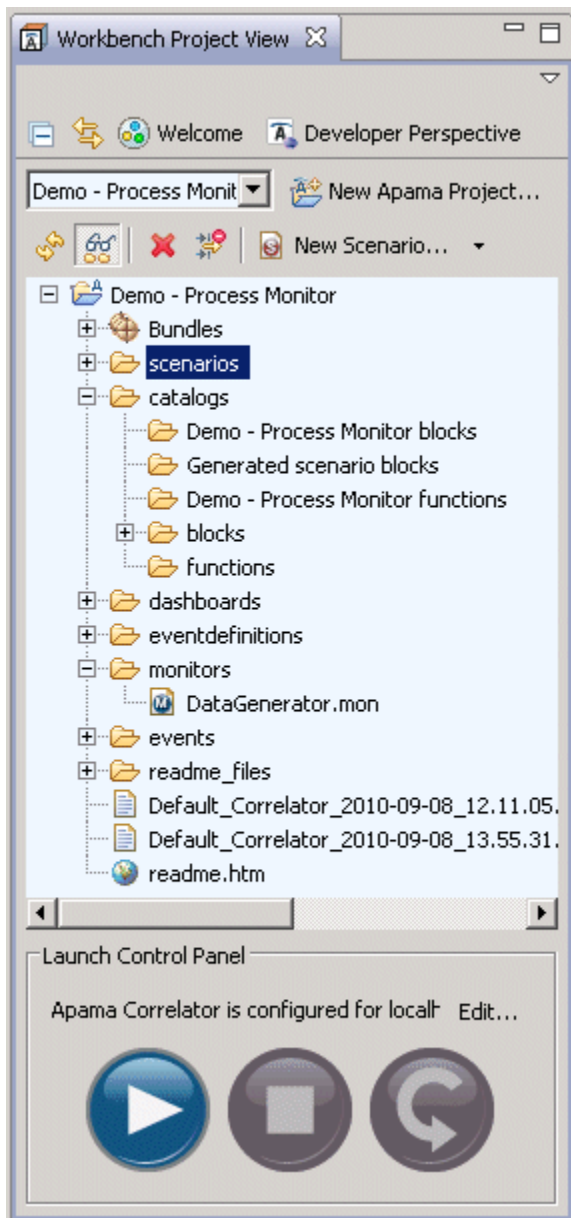 Workbench Project View
Welcome Developer Perspective
Demo - Process Monit New Apama Project...
New Scenario...
Demo - Process Monitor
Bundles
scenarios
catalogs
Demo - Process Monitor blocks
Generated scenario blocks
Demo - Process Monitor functions
blocks
functions
dashboards
eventdefinitions
monitors
DataGenerator.mon
events
readme_files
Default_Correlator_2010-09-08_12.11.05.
Default_Correlator_2010-09-08_13.55.31.
readme.htm
Launch Control Panel
Apama Correlator is configured for localh Edit...